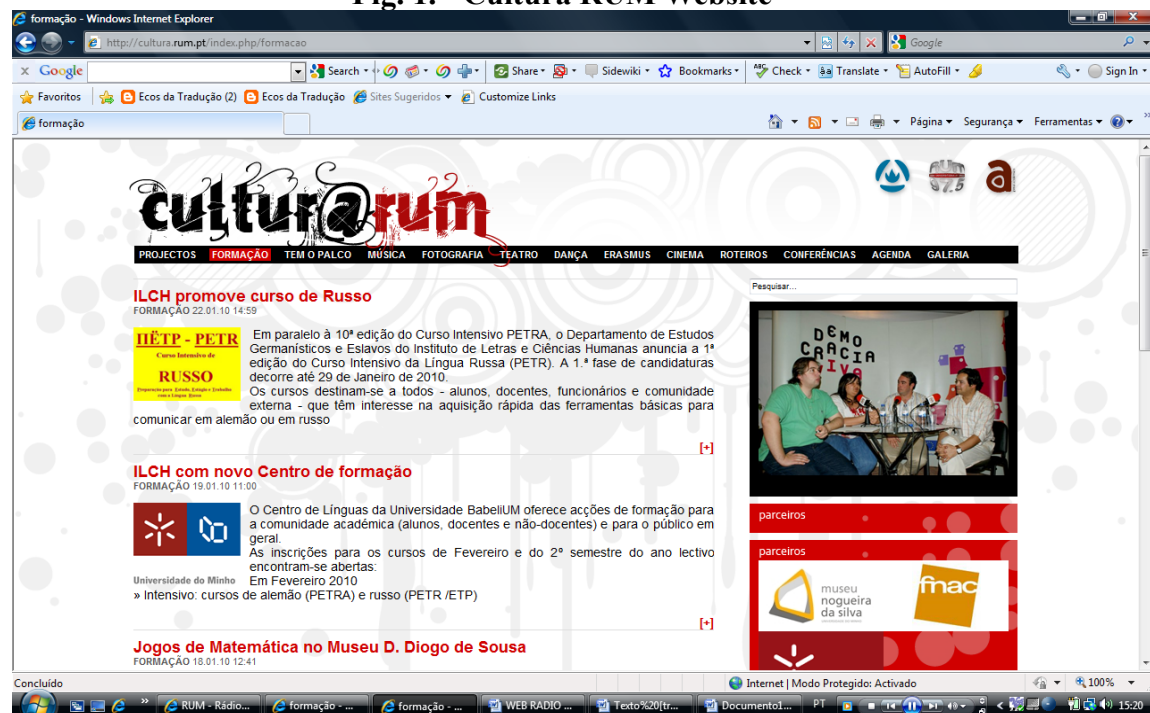 Fig. 1. Cultura RUM Website
formação - Windows Internet Explorer
http://cultura.rum.pt/index.php/formacao
Google
x Google Search Share Sidewiki Bookmarks Check Translate AutoFill Sign In
Favoritos Ecos da Tradução (2) Ecos da Tradução Sites Sugeridos Customize Links
formação Página Segurança Ferramentas
cultur@rum
97.5
PROJECTOS FORMAÇÃO TEM O PALCO MÚSICA FOTOGRAFIA TEATRO DANÇA ERASMUS CINEMA ROTEIROS CONFERÊNCIAS AGENDA GALERIA
Pesquisar...
ILCH promove curso de Russo
FORMAÇÃO 22.01.10 14:59
ПЁТР - PETR
Curso Intensivo de
RUSSO
Em paralelo à 10ª edição do Curso Intensivo PETRA, o Departamento de Estudos
Germanísticos e Eslavos do Instituto de Letras e Ciências Humanas anuncia a 1ª
edição do Curso Intensivo da Língua Russa (PETR). A 1.ª fase de candidaturas
decorre até 29 de Janeiro de 2010.
Os cursos destinam-se a todos - alunos, docentes, funcionários e comunidade
externa - que têm interesse na aquisição rápida das ferramentas básicas para
comunicar em alemão ou em russo
[+]
ILCH com novo Centro de formação
FORMAÇÃO 19.01.10 11:00
Universidade do Minho
O Centro de Línguas da Universidade BabeliUM oferece acções de formação para
a comunidade académica (alunos, docentes e não-docentes) e para o público em
geral.
As inscrições para os cursos de Fevereiro e do 2º semestre do ano lectivo
encontram-se abertas:
Em Fevereiro 2010
» Intensivo: cursos de alemão (PETRA) e russo (PETR /ETP)
[+]
Jogos de Matemática no Museu D. Diogo de Sousa
FORMAÇÃO 18.01.10 12:41
DEMO
CRACIA
parceiros
parceiros
museu
nogueira
da silva
fnac
Concluído Internet | Modo Protegido: Activado 100%
RUM - Rádio... formação - ... formação - ... WEB RADIO ... Texto%20[tr... Documento1... PT 15:20